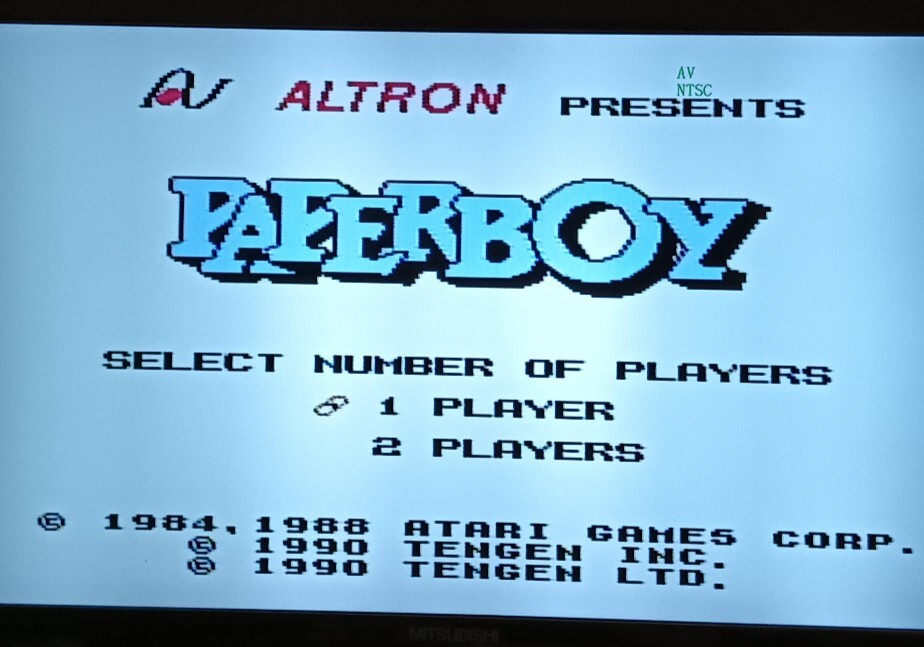 AV
NTSC
ALTRON PRESENTS
PAPERBOY
SELECT NUMBER OF PLAYERS
1 PLAYER
2 PLAYERS
© 1984,1988 ATARI GAMES CORP.
© 1990 TENGEN INC.
© 1990 TENGEN LTD.
MITSUBISHI